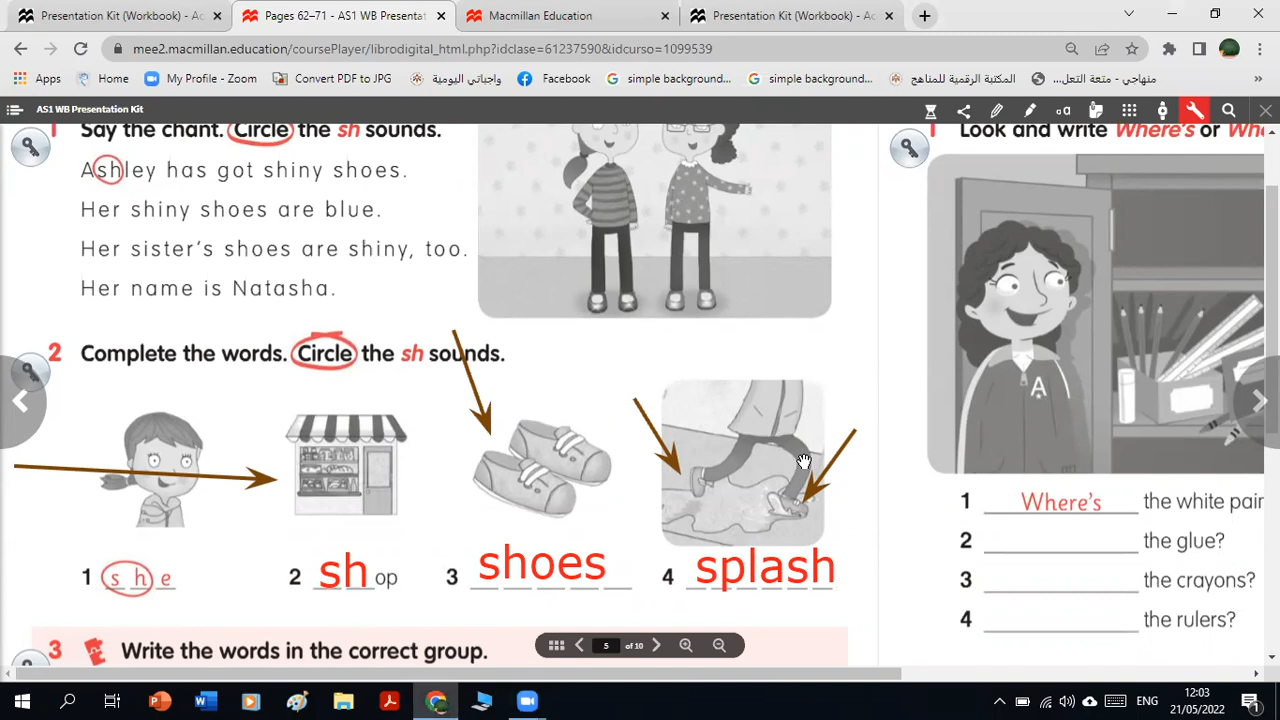 Presentation Kit (Workbook) - Ac
Pages 62–71 - AS1 WB Presentat
Macmillan Education
Presentation Kit (Workbook) - Ac
mee2.macmillan.education/coursePlayer/librodigital_html.php?idclase=61237590&idcurso=1099539
Apps
Home
My Profile - Zoom
Convert PDF to JPG
واجباتي اليومية
Facebook
simple background...
simple background...
المكتبة الرقمية للمناهج
منهاجي - متعة التعل...
AS1 WB Presentation Kit
1 Say the chant. Circle the sh sounds.
Ashley has got shiny shoes.
Her shiny shoes are blue.
Her sister's shoes are shiny, too.
Her name is Natasha.
2 Complete the words. Circle the sh sounds.
1 s h e
2 sh op
3 shoes
4 splash
3 Write the words in the correct group.
1 Look and write Where's or Whe
A
1 Where's the white pain
2 the glue?
3 the crayons?
4 the rulers?
5 of 10
ENG
12:03
21/05/2022